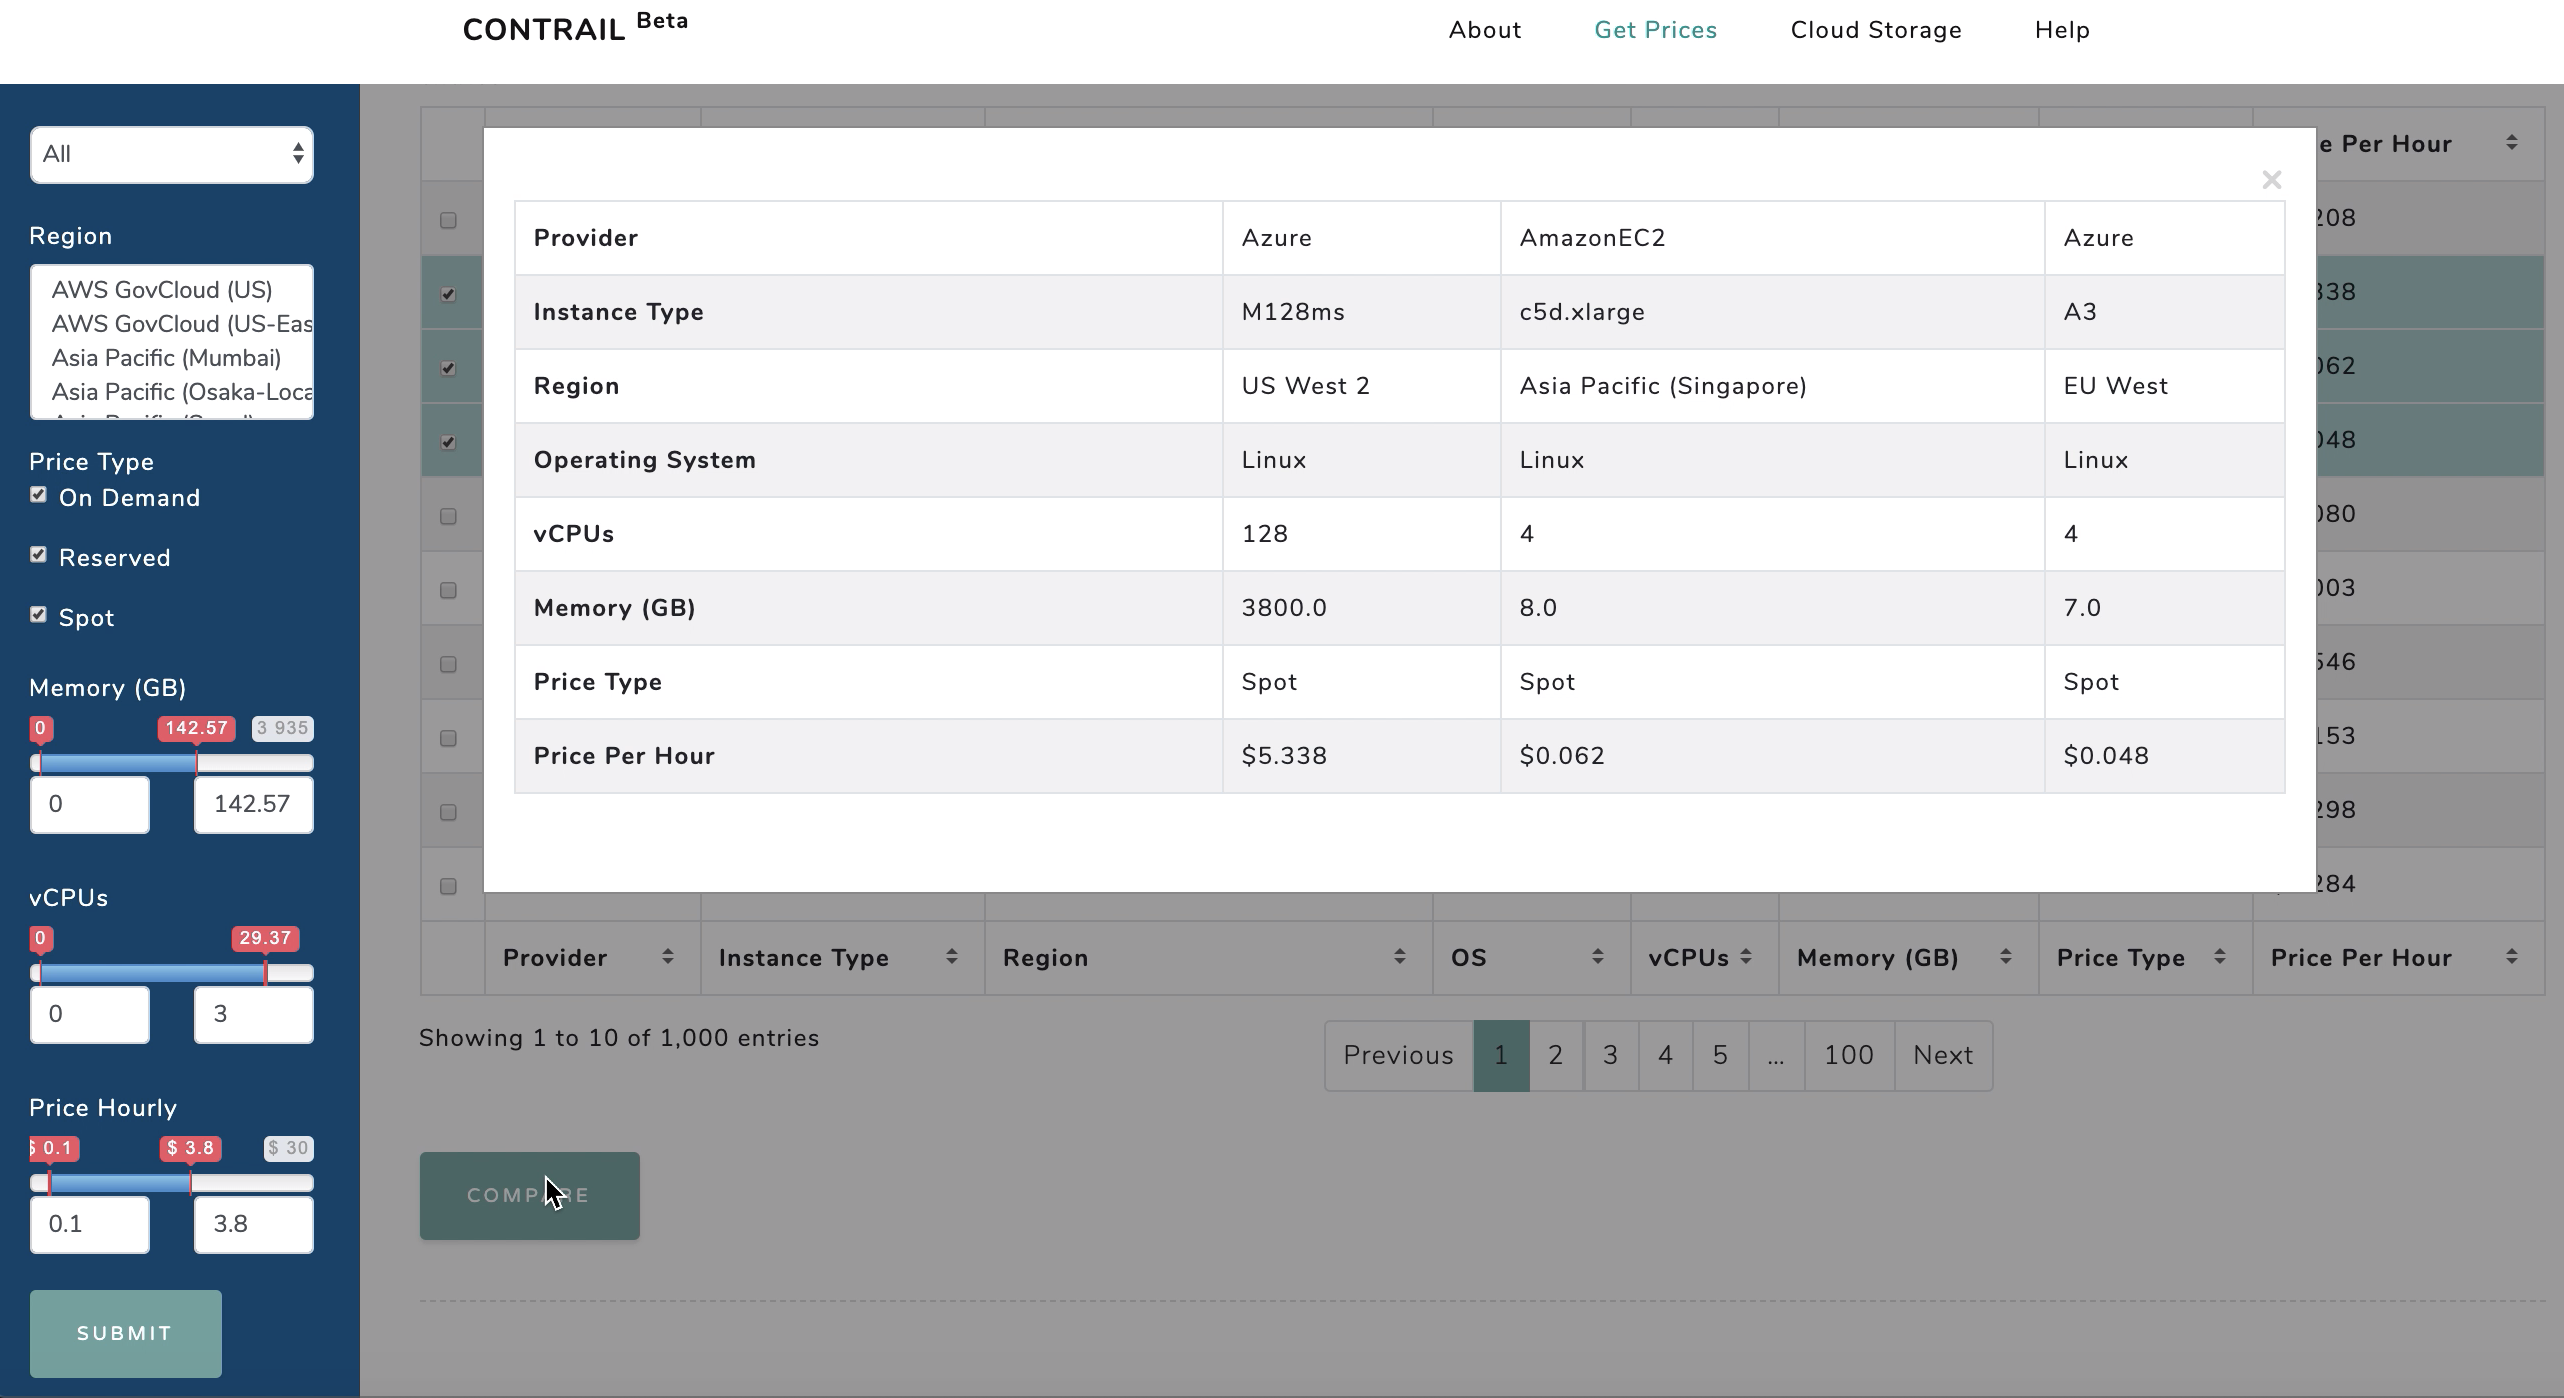 CONTRAIL Beta
About
Get Prices
Cloud Storage
Help
All
Region
AWS GovCloud (US)
AWS GovCloud (US-Eas
Asia Pacific (Mumbai)
Asia Pacific (Osaka-Loca
Price Type
On Demand
Reserved
Spot
Memory (GB)
0 142.57 3 935
0 142.57
vCPUs
0 29.37
0 3
Price Hourly
$ 0.1 $ 3.8 $ 30
0.1 3.8
SUBMIT
e Per Hour
208
338
062
048
080
003
546
153
298
284
×
Provider Azure AmazonEC2 Azure
Instance Type M128ms c5d.xlarge A3
Region US West 2 Asia Pacific (Singapore) EU West
Operating System Linux Linux Linux
vCPUs 128 4 4
Memory (GB) 3800.0 8.0 7.0
Price Type Spot Spot Spot
Price Per Hour $5.338 $0.062 $0.048
Provider Instance Type Region OS vCPUs Memory (GB) Price Type Price Per Hour
Showing 1 to 10 of 1,000 entries
Previous 1 2 3 4 5 ... 100 Next
COMPARE